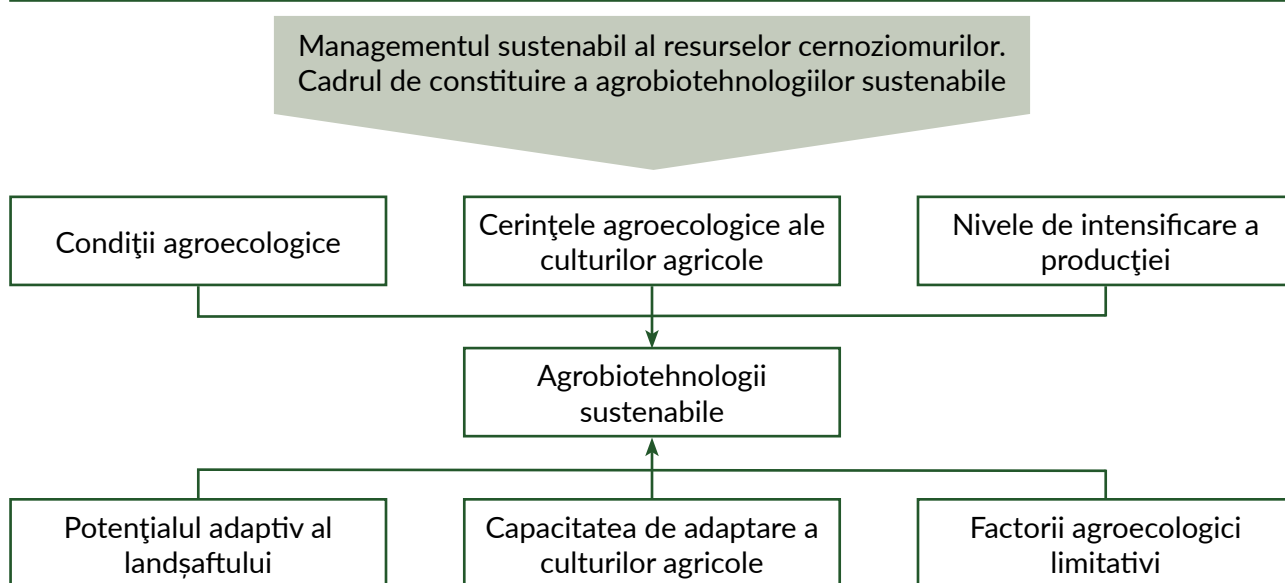 Managementul sustenabil al resurselor cernoziomurilor.
Cadrul de constituire a agrobiotehnologiilor sustenabile
Condiţii agroecologice
Cerinţele agroecologice ale
culturilor agricole
Nivele de intensificare a
producţiei
Agrobiotehnologii
sustenabile
Potenţialul adaptiv al
landșaftului
Capacitatea de adaptare a
culturilor agricole
Factorii agroecologici
limitativi